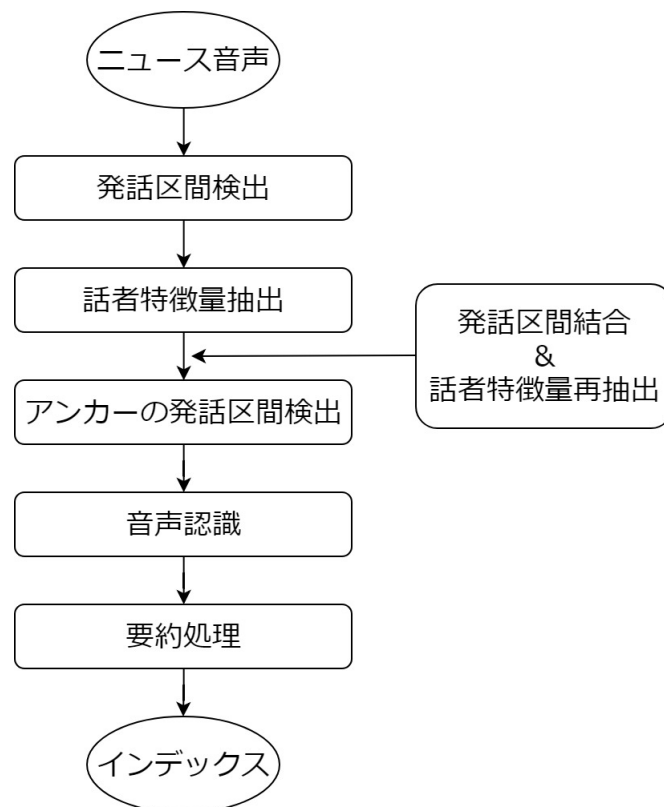 ニュース音声
発話区間検出
話者特徴量抽出
発話区間結合
&
話者特徴量再抽出
アンカーの発話区間検出
音声認識
要約処理
インデックス